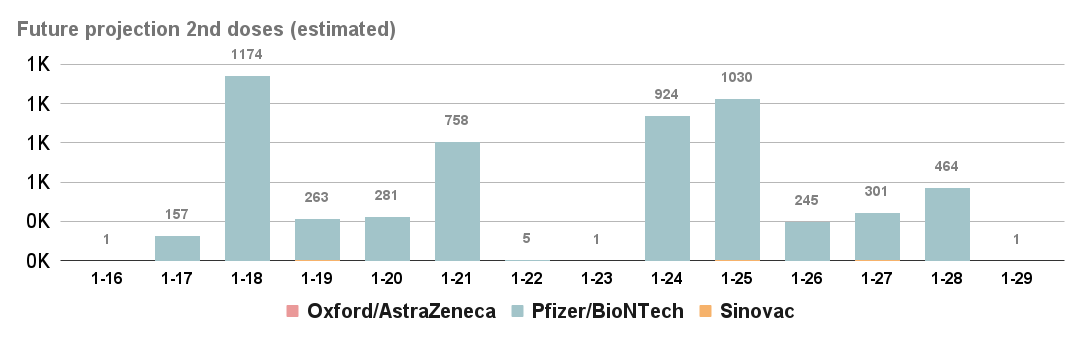 Future projection 2nd doses (estimated)
1K
1K
1K
1K
0K
0K
1
157
1174
263
281
758
5
1
924
1030
245
301
464
1
1-16 1-17 1-18 1-19 1-20 1-21 1-22 1-23 1-24 1-25 1-26 1-27 1-28 1-29
Oxford/AstraZeneca Pfizer/BioNTech Sinovac